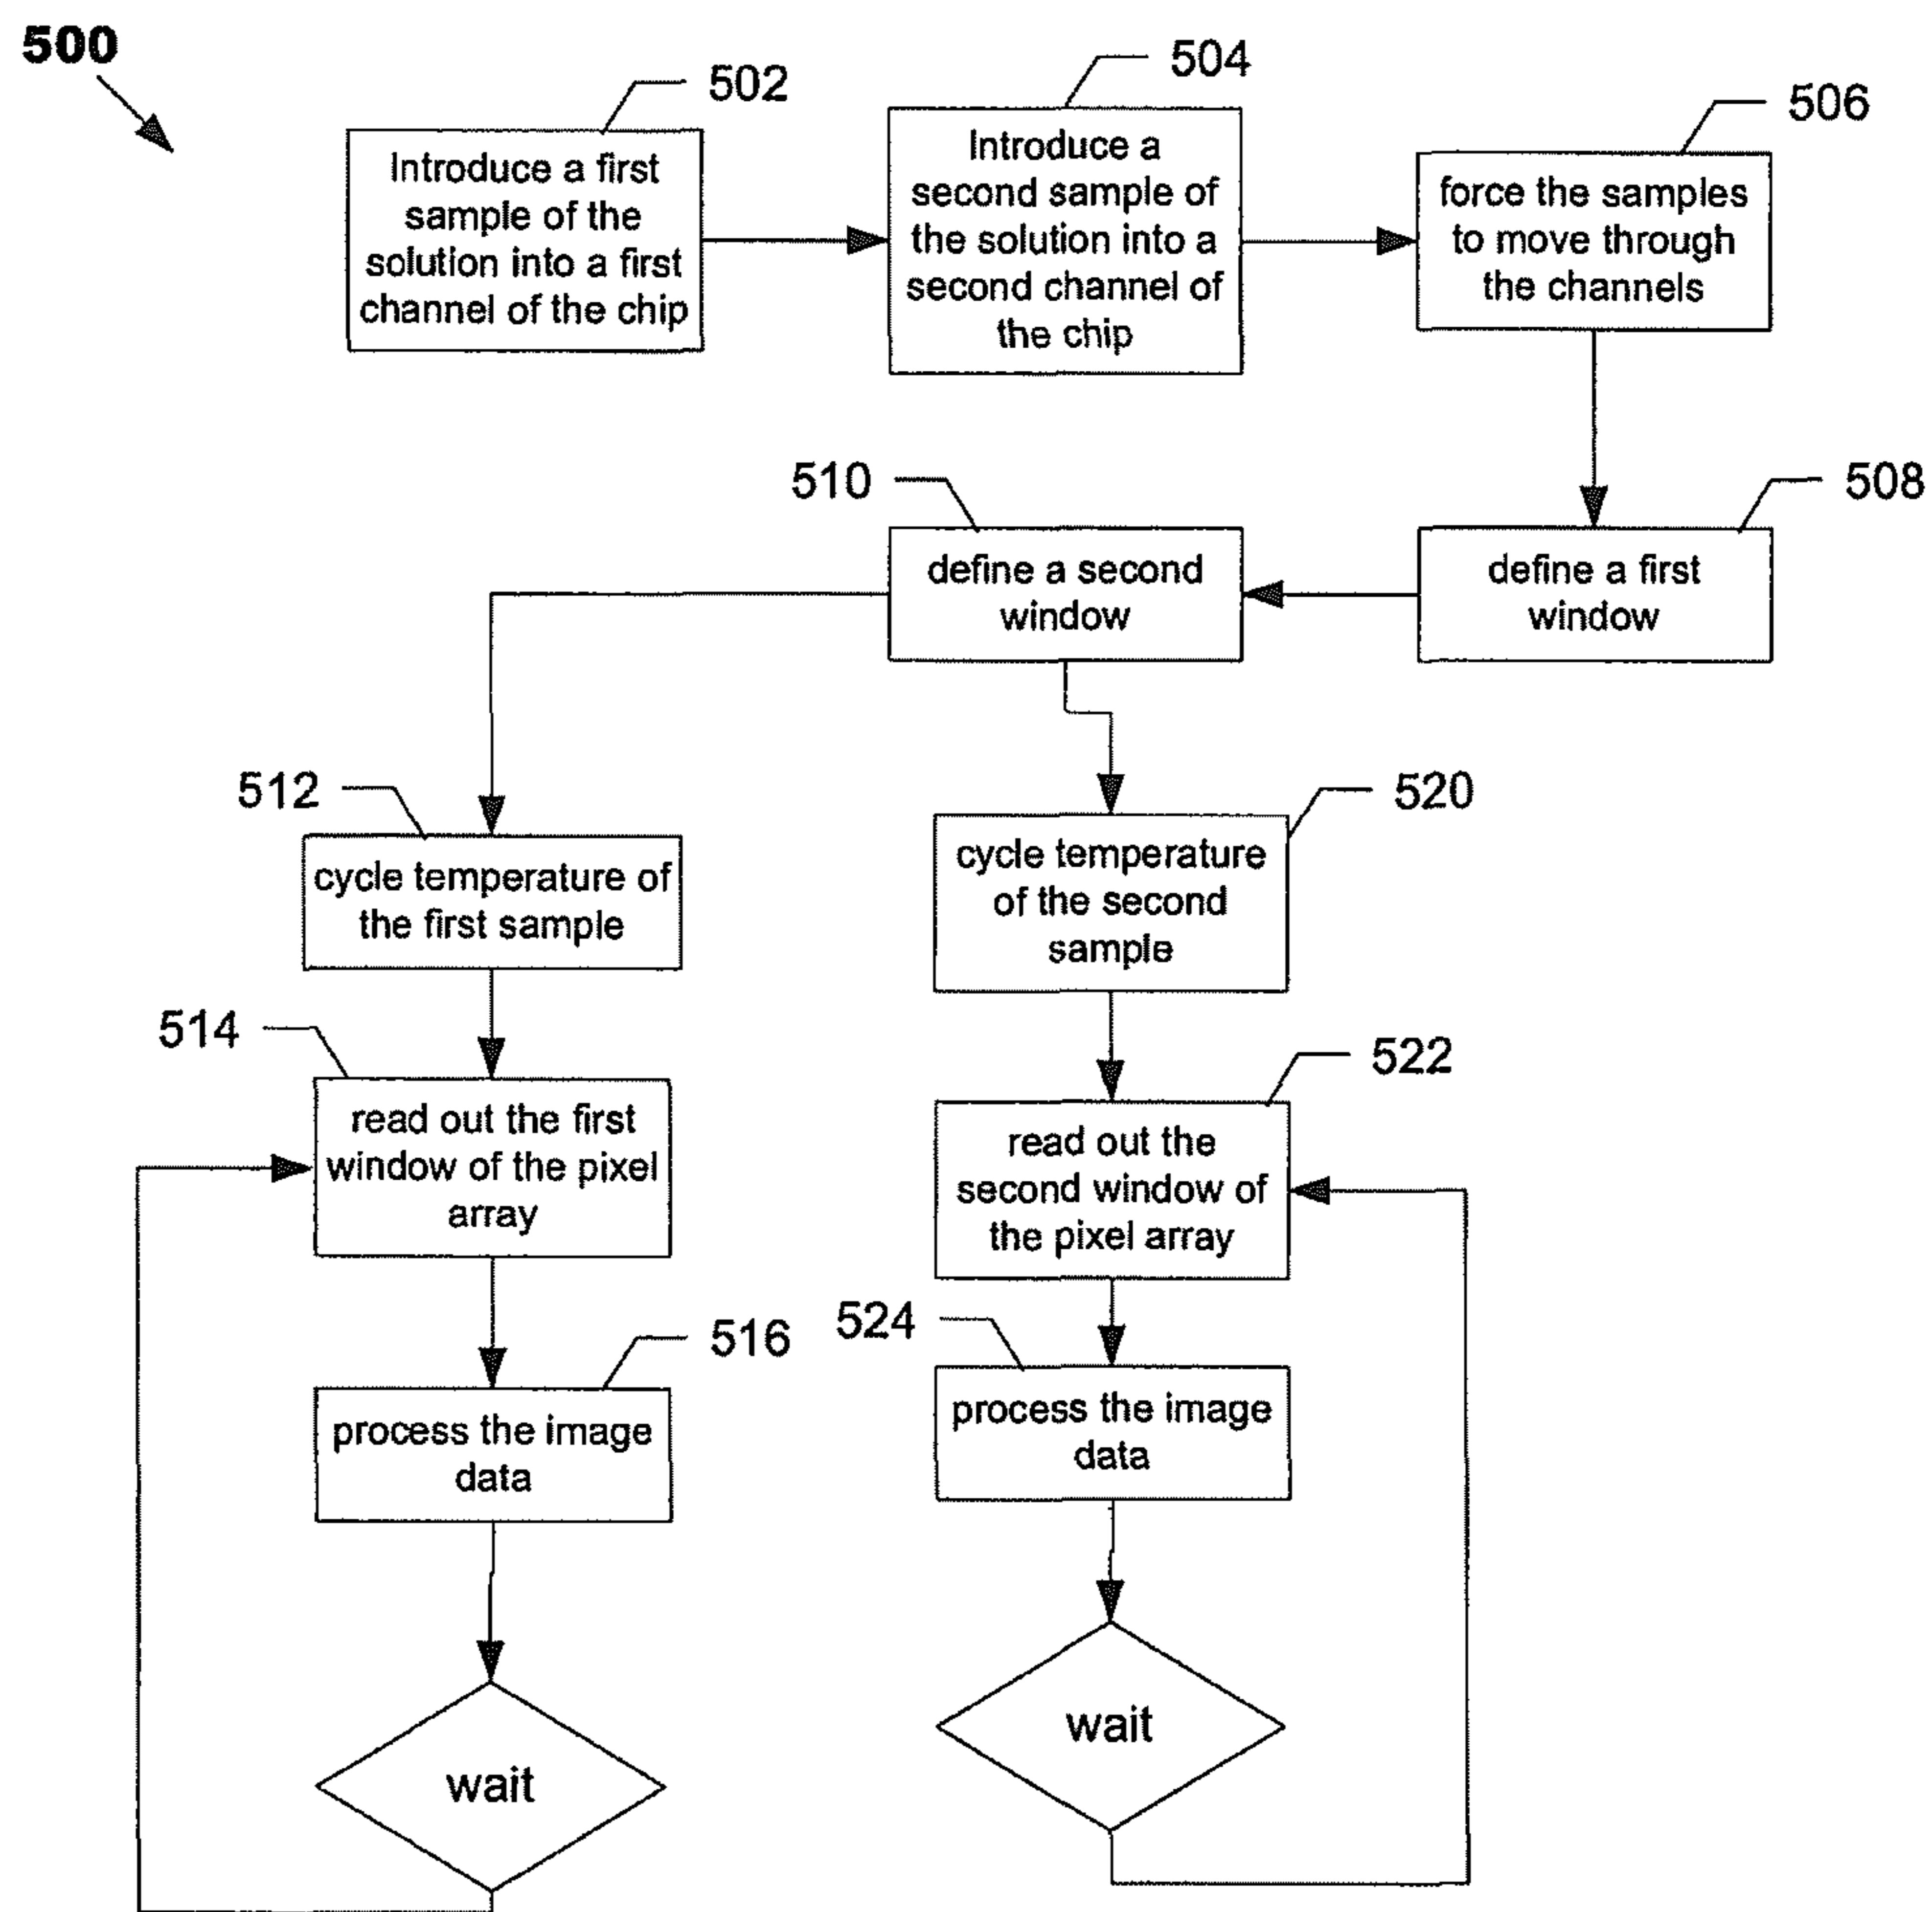 500
502
Introduce a first
sample of the
solution into a first
channel of the chip
504
Introduce a
second sample of
the solution into a
second channel of
the chip
506
force the samples
to move through
the channels
508
define a first
window
510
define a second
window
512
cycle temperature of
the first sample
514
read out the first
window of the pixel
array
516
process the image
data
wait
520
cycle temperature
of the second
sample
522
read out the
second window of
the pixel array
524
process the image
data
wait